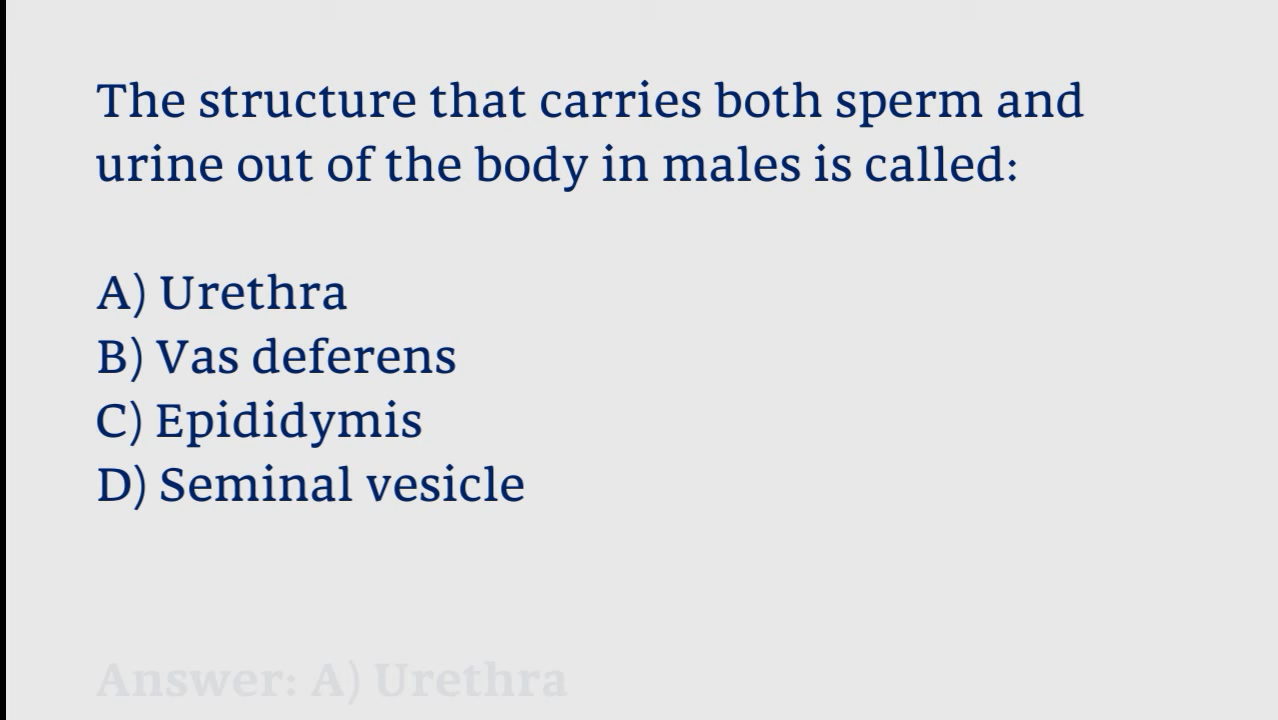 The structure that carries both sperm and
urine out of the body in males is called:
A) Urethra
B) Vas deferens
C) Epididymis
D) Seminal vesicle
Answer: A) Urethra